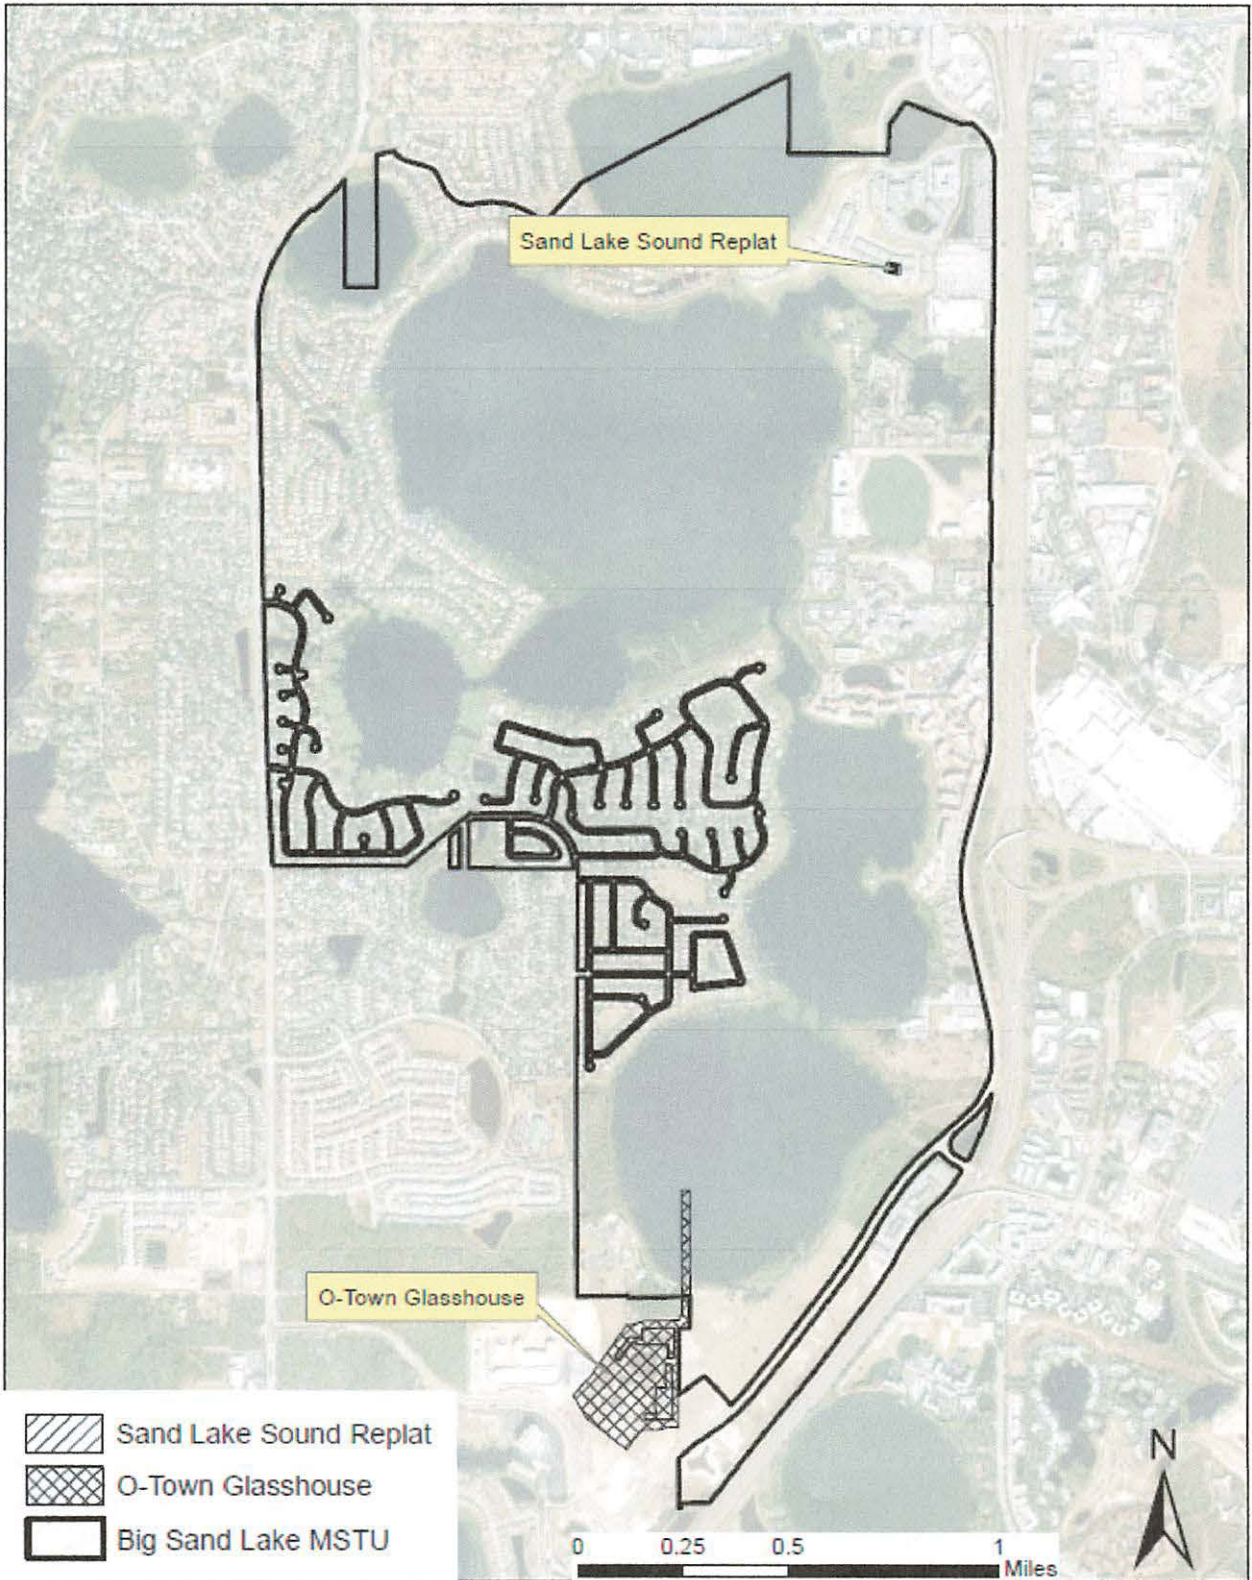 Sand Lake Sound Replat
O-Town Glasshouse
Sand Lake Sound Replat
O-Town Glasshouse
Big Sand Lake MSTU
N
0 0.25 0.5 1
Miles